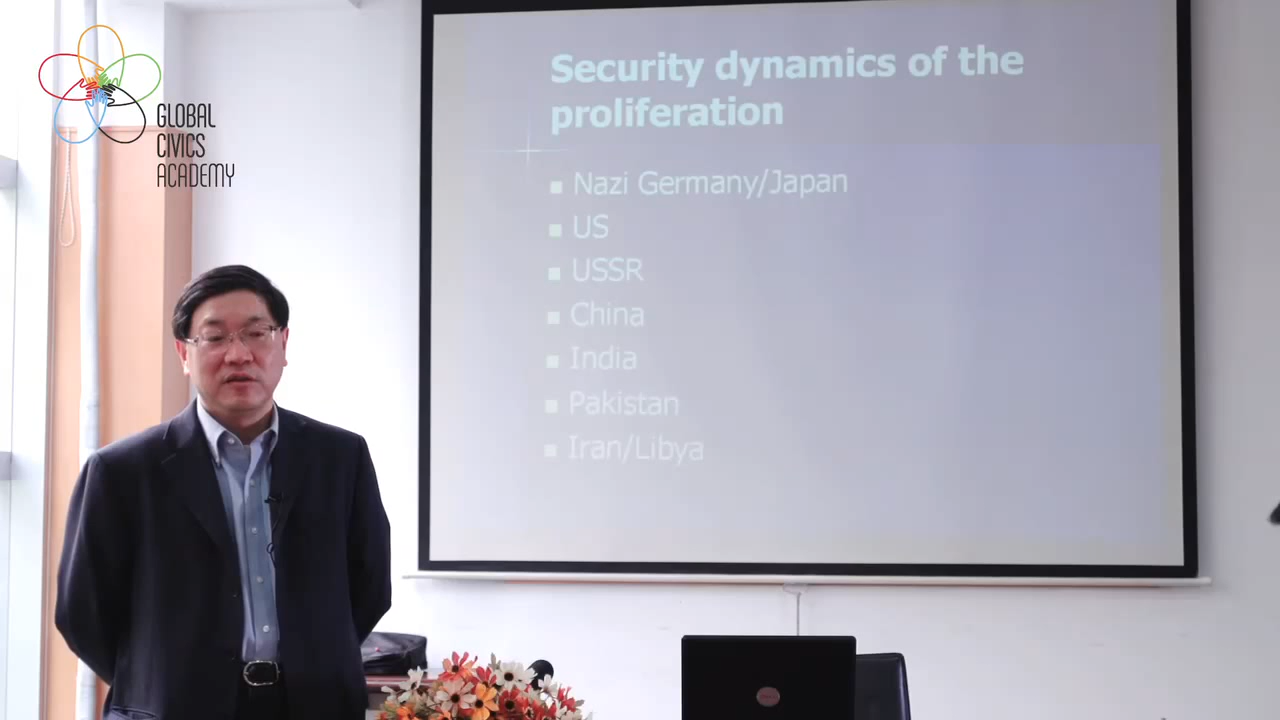 GLOBAL
CIVICS
ACADEMY
Security dynamics of the
proliferation
Nazi Germany/Japan
US
USSR
China
India
Pakistan
Iran/Libya